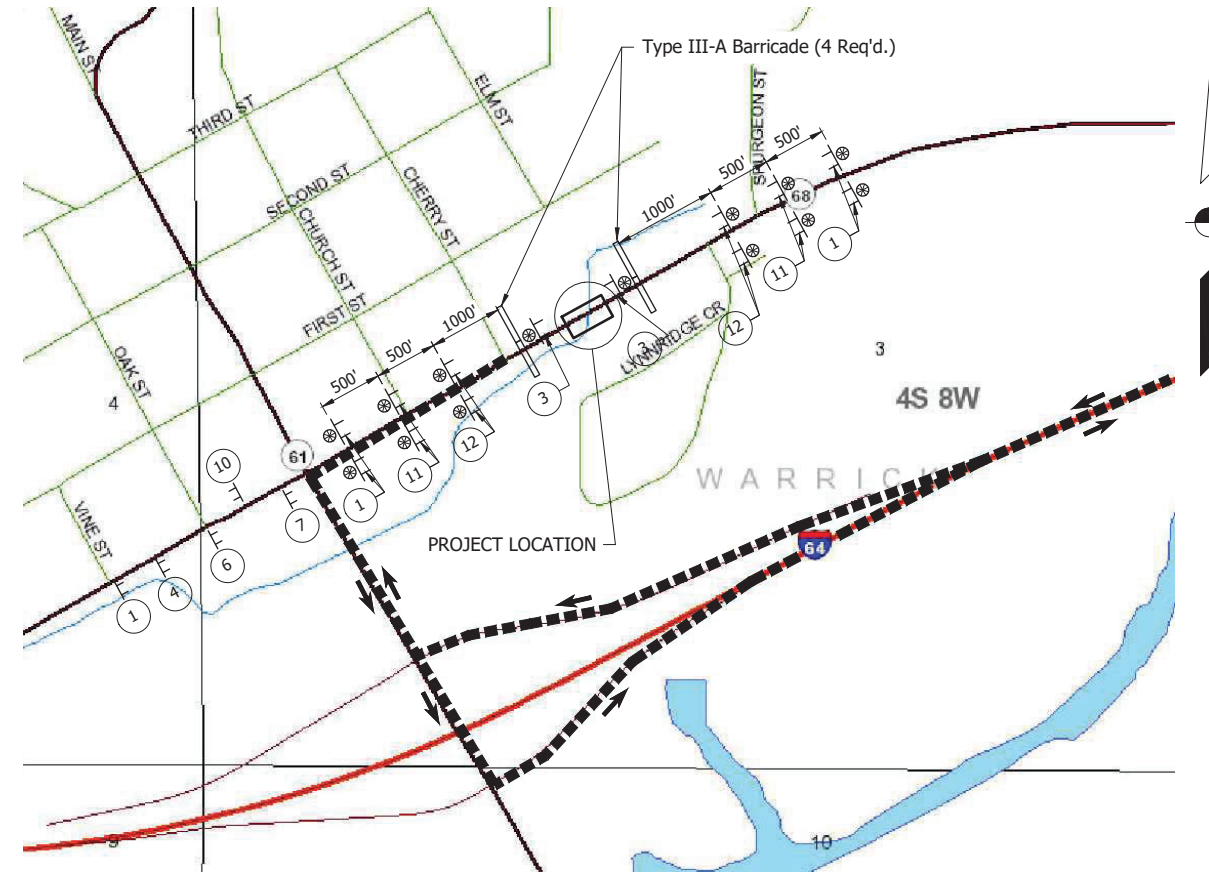 MAIN ST
Type III-A Barricade (4 Req'd.)
ELM ST
THIRD ST
SPURGEON ST
500'
500'
1000'
68
SECOND ST
CHERRY ST
CHURCH ST
1
11
12
FIRST ST
1000'
500'
500'
3
LYNNRIDGE CR
3
OAK ST
4
3
4S 8W
61
12
11
1
10
7
WARRICK
VINE ST
PROJECT LOCATION
64
6
4
1
9
10